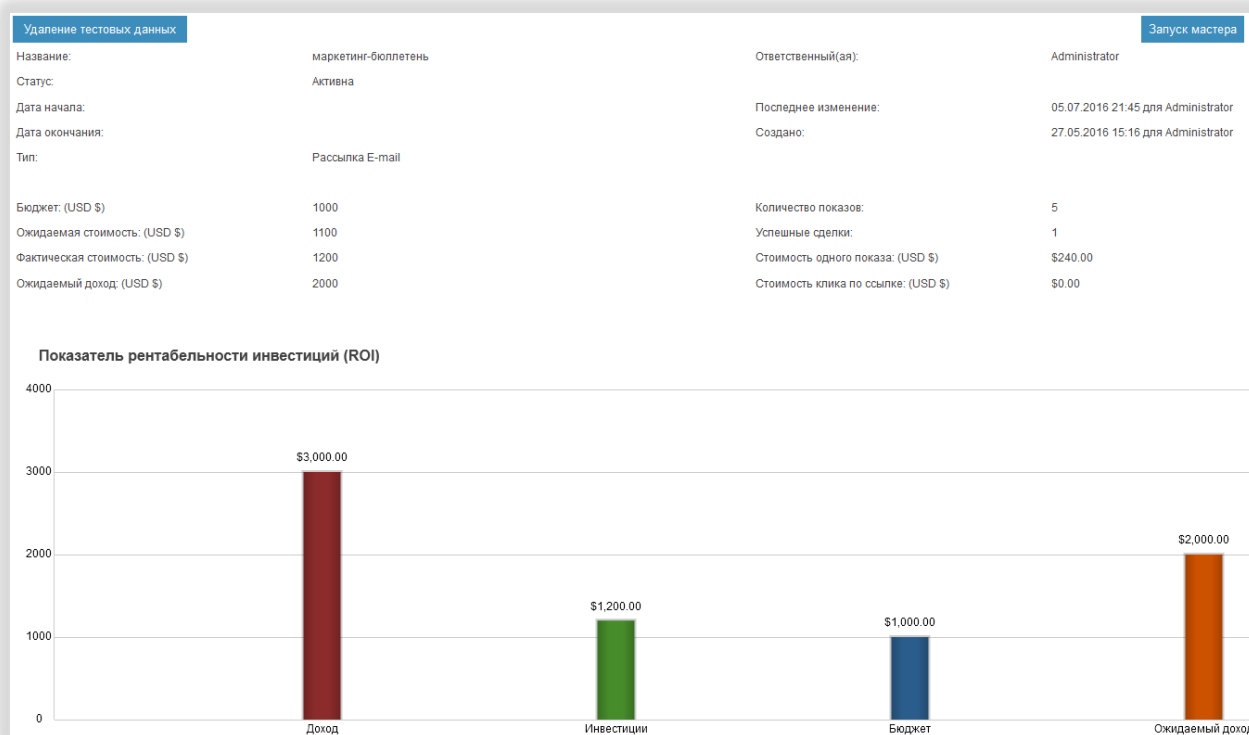 Удаление тестовых данных Запуск мастера
Название: маркетинг-бюллетень Ответственный(ая): Administrator
Статус: Активна
Дата начала: Последнее изменение: 05.07.2016 21:45 для Administrator
Дата окончания: Создано: 27.05.2016 15:16 для Administrator
Тип: Рассылка E-mail
Бюджет: (USD $) 1000 Количество показов: 5
Ожидаемая стоимость: (USD $) 1100 Успешные сделки: 1
Фактическая стоимость: (USD $) 1200 Стоимость одного показа: (USD $) $240.00
Ожидаемый доход: (USD $) 2000 Стоимость клика по ссылке: (USD $) $0.00
Показатель рентабельности инвестиций (ROI)
4000
$3,000.00
3000
$2,000.00
2000
$1,200.00
$1,000.00
1000
0
Доход Инвестиции Бюджет Ожидаемый доход